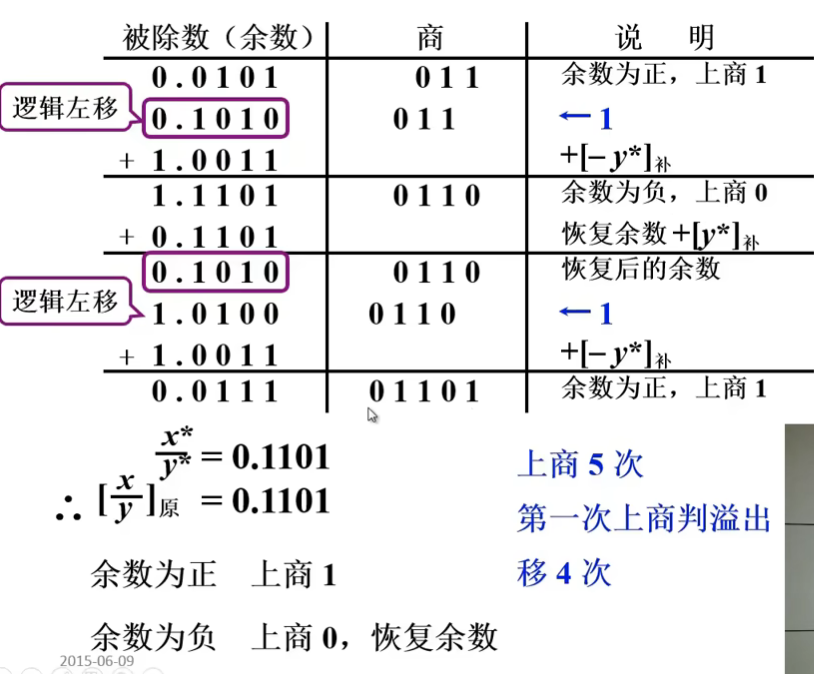 被除数（余数） 商 说 明
0.0101 011 余数为正，上商 1
逻辑左移 0.1010 011 ← 1
+ 1.0011 +[– y*]补
1.1101 0110 余数为负，上商 0
+ 0.1101 恢复余数 +[y*]补
0.1010 0110 恢复后的余数
逻辑左移 1.0100 0110 ← 1
+ 1.0011 +[– y*]补
0.0111 01101 余数为正，上商 1
x*/y* = 0.1101
∴ [x/y]原 = 0.1101
上商 5 次
第一次上商判溢出
移 4 次
余数为正 上商 1
余数为负 上商 0，恢复余数
2015-06-09